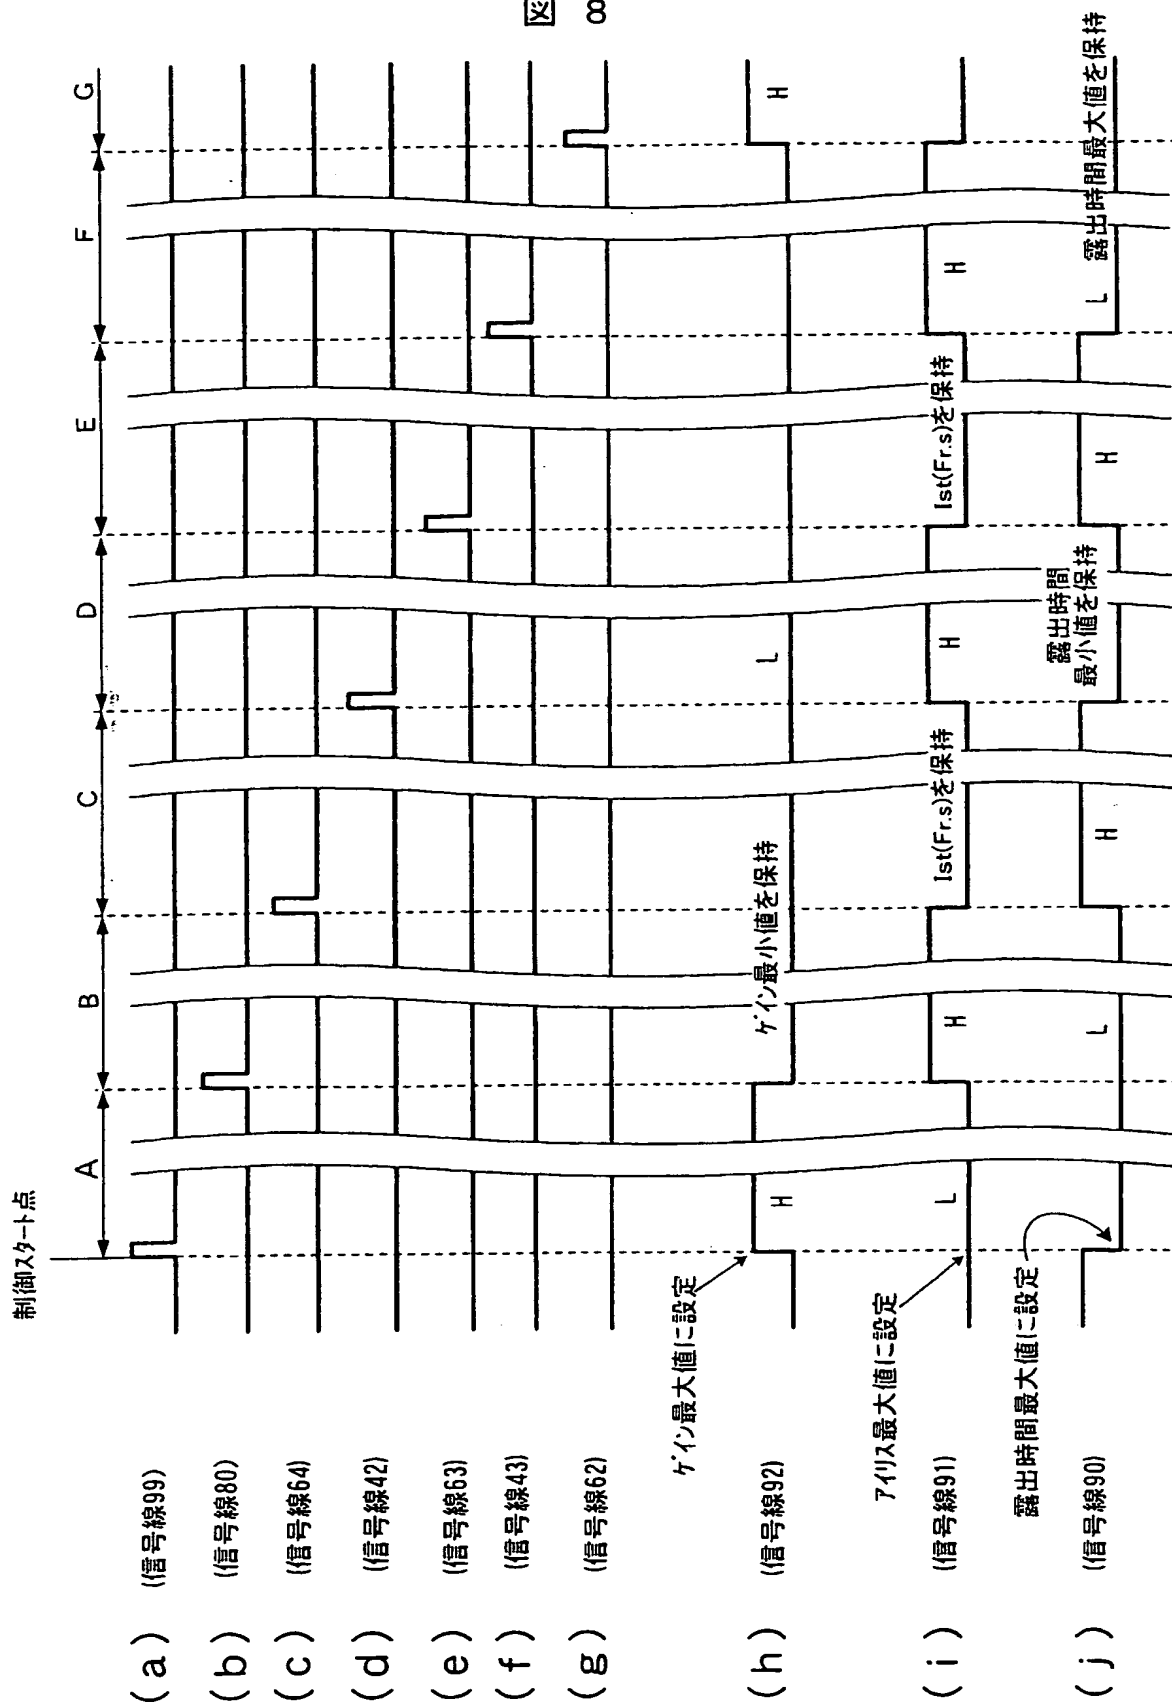 図 8
制御スタート点
A
B
C
D
E
F
G
(a) (信号線99)
(b) (信号線80)
(c) (信号線64)
(d) (信号線42)
(e) (信号線63)
(f) (信号線43)
(g) (信号線62)
(h) (信号線92)
ゲイン最大値に設定
H
ゲイン最小値を保持
L
H
(i) (信号線91)
アイリス最大値に設定
L
H
Ist(Fr.s)を保持
H
Ist(Fr.s)を保持
H
(j) (信号線90)
露出時間最大値に設定
L
H
露出時間
最小値を保持
H
L
露出時間最大値を保持